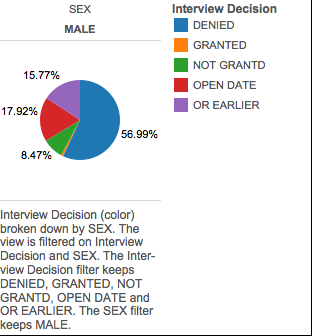 SEX
MALE
15.77%
17.92%
56.99%
8.47%
Interview Decision
DENIED
GRANTED
NOT GRANTD
OPEN DATE
OR EARLIER
Interview Decision (color)
broken down by SEX. The
view is filtered on Interview
Decision and SEX. The Inter-
view Decision filter keeps
DENIED, GRANTED, NOT
GRANTD, OPEN DATE and
OR EARLIER. The SEX filter
keeps MALE.